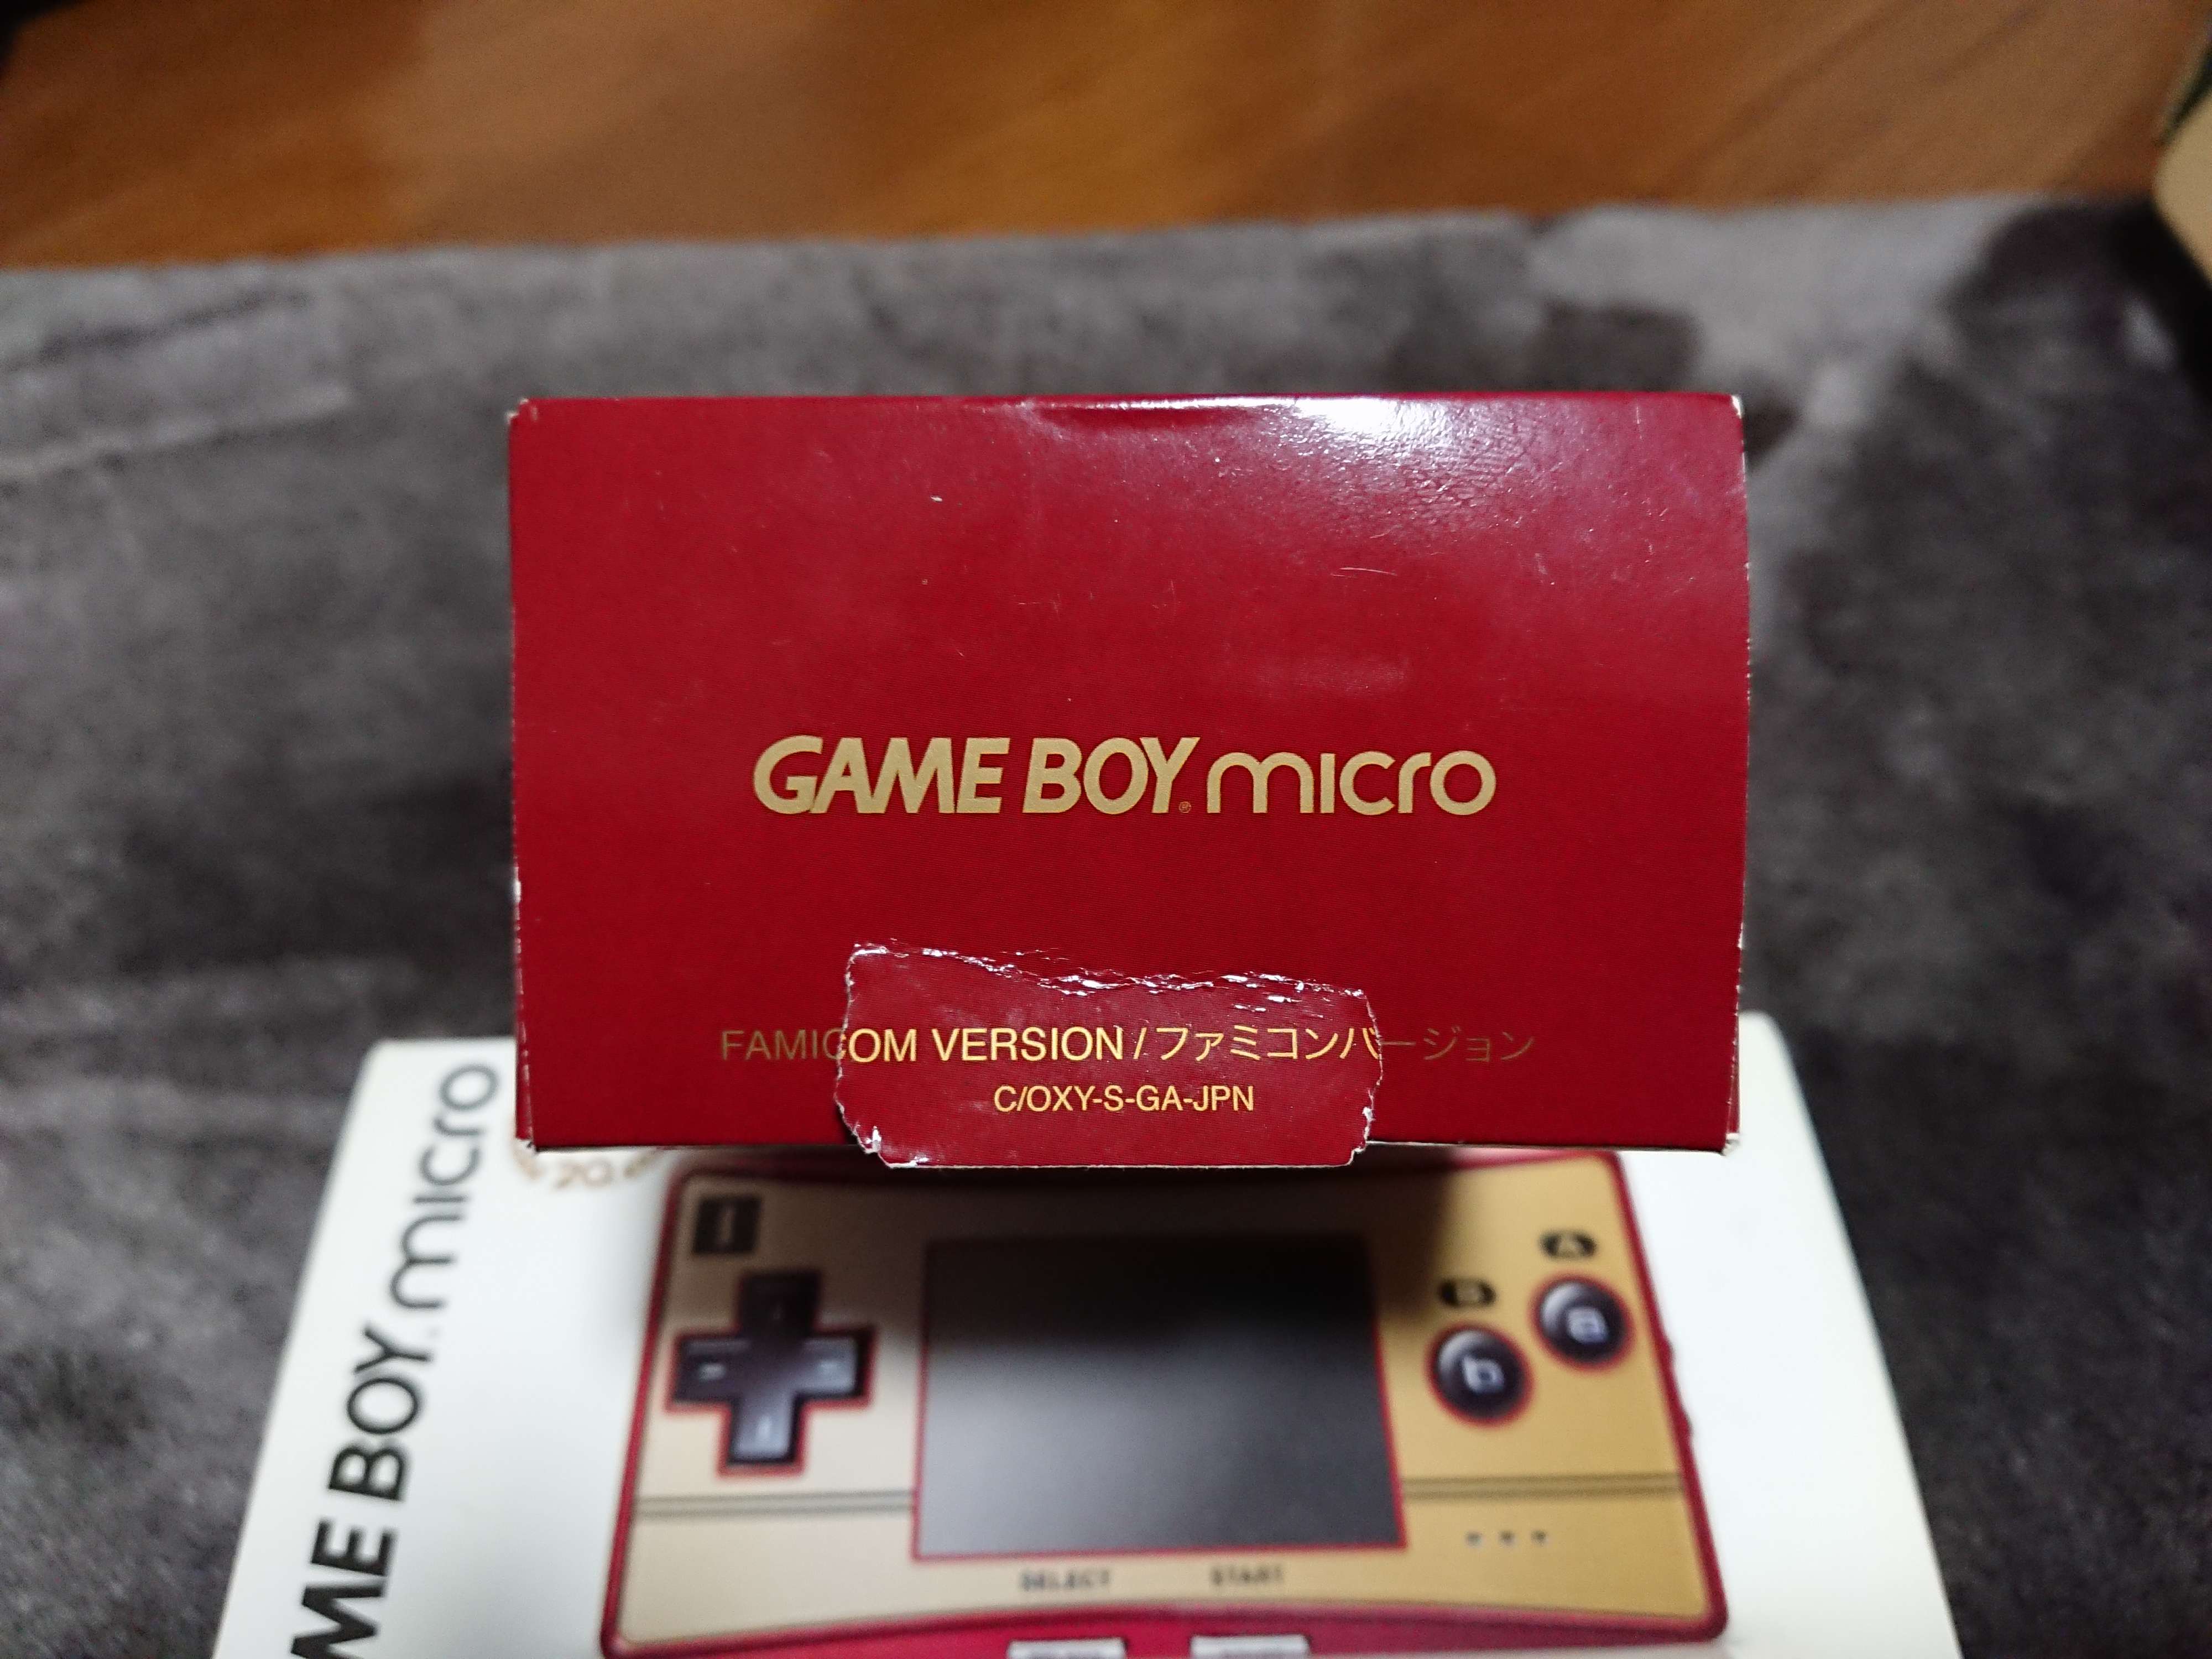 GAME BOY® micro
FAMICOM VERSION / ファミコンバージョン
C/OXY-S-GA-JPN
GAME BOY micro
A
B
a
b
SELECT
START